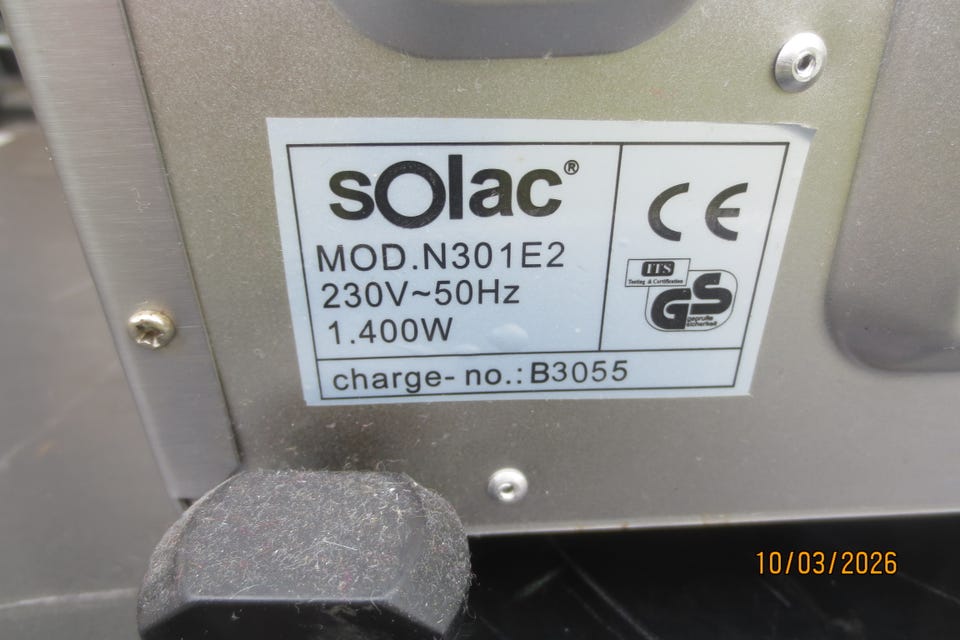 solac®
MOD.N301E2
230V~50Hz
1.400W
charge- no.: B3055
CE
ITS
Testing & Certification
GS
geprüfte
Sicherheit
10/03/2026